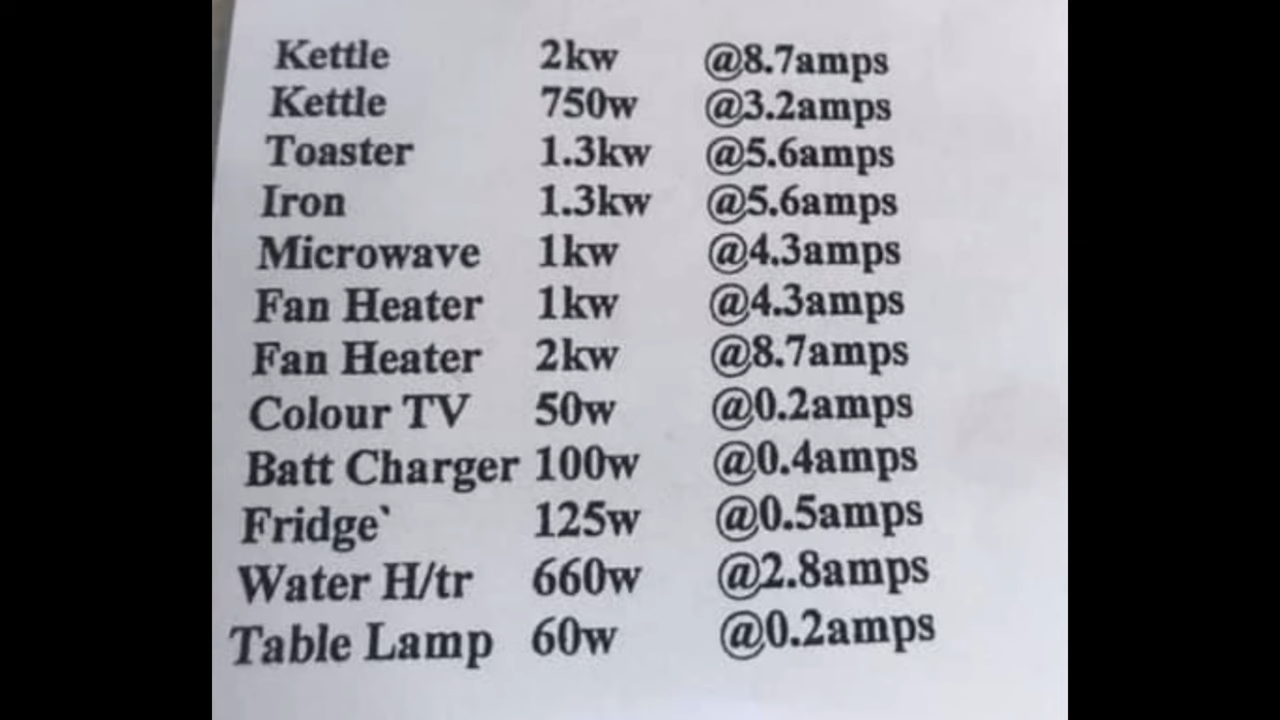 Kettle 2kw @8.7amps
Kettle 750w @3.2amps
Toaster 1.3kw @5.6amps
Iron 1.3kw @5.6amps
Microwave 1kw @4.3amps
Fan Heater 1kw @4.3amps
Fan Heater 2kw @8.7amps
Colour TV 50w @0.2amps
Batt Charger 100w @0.4amps
Fridge` 125w @0.5amps
Water H/tr 660w @2.8amps
Table Lamp 60w @0.2amps